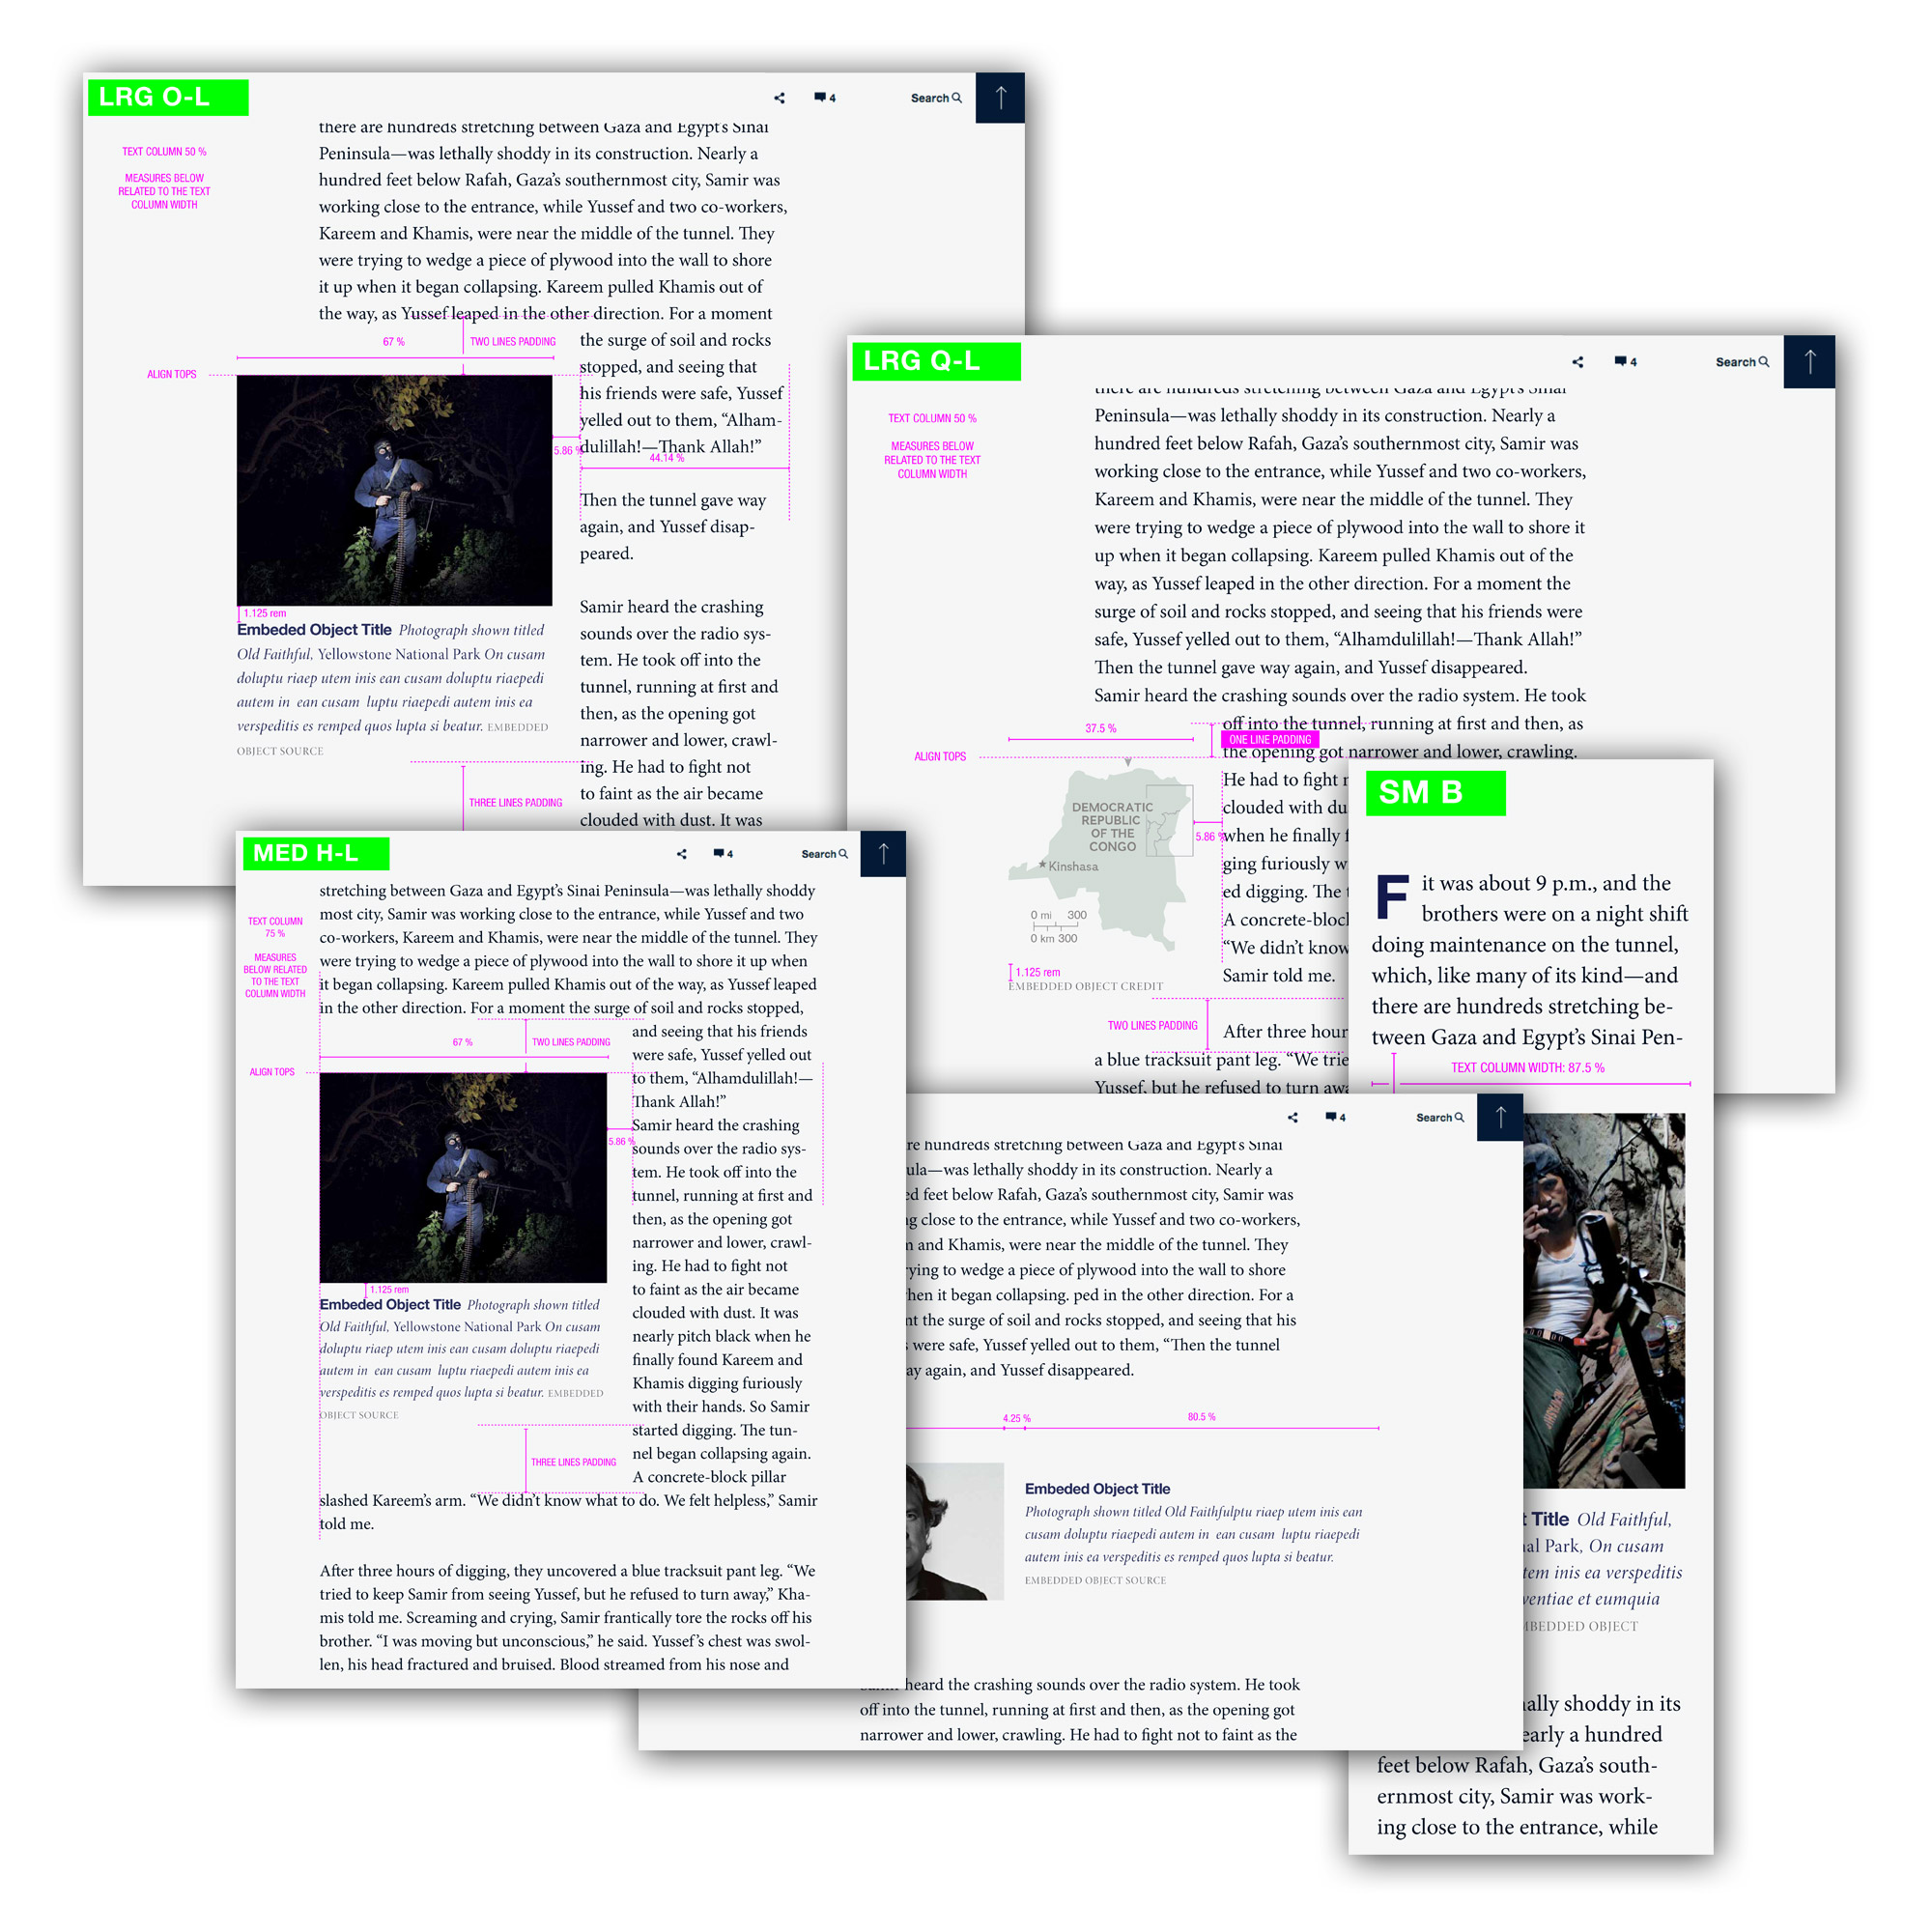 LRG O-L
4
Search
TEXT COLUMN 50 %
MEASURES BELOW
RELATED TO THE TEXT
COLUMN WIDTH
there are hundreds stretching between Gaza and Egypt’s Sinai
Peninsula—was lethally shoddy in its construction. Nearly a
hundred feet below Rafah, Gaza’s southernmost city, Samir was
working close to the entrance, while Yussef and two co-workers,
Kareem and Khamis, were near the middle of the tunnel. They
were trying to wedge a piece of plywood into the wall to shore
it up when it began collapsing. Kareem pulled Khamis out of
the way, as Yussef leaped in the other direction. For a moment
67 %
TWO LINES PADDING
ALIGN TOPS
the surge of soil and rocks
stopped, and seeing that
his friends were safe, Yussef
yelled out to them, “Alham-
dulillah!—Thank Allah!”
5.86 %
44.14 %
Then the tunnel gave way
again, and Yussef disap-
peared.
Samir heard the crashing
sounds over the radio sys-
tem. He took off into the
tunnel, running at first and
then, as the opening got
narrower and lower, crawl-
ing. He had to fight not
to faint as the air became
clouded with dust. It was
1.125 rem
Embeded Object Title Photograph shown titled
Old Faithful, Yellowstone National Park On cusam
doluptu riaep utem inis ean cusam doluptu riaepedi
autem in ean cusam luptu riaepedi autem inis ea
verspeditis es remped quos lupta si beatur. EMBEDDED
OBJECT SOURCE
THREE LINES PADDING
LRG Q-L
4
Search
TEXT COLUMN 50 %
MEASURES BELOW
RELATED TO THE TEXT
COLUMN WIDTH
there are hundreds stretching between Gaza and Egypt’s Sinai
Peninsula—was lethally shoddy in its construction. Nearly a
hundred feet below Rafah, Gaza’s southernmost city, Samir was
working close to the entrance, while Yussef and two co-workers,
Kareem and Khamis, were near the middle of the tunnel. They
were trying to wedge a piece of plywood into the wall to shore it
up when it began collapsing. Kareem pulled Khamis out of the
way, as Yussef leaped in the other direction. For a moment the
surge of soil and rocks stopped, and seeing that his friends were
safe, Yussef yelled out to them, “Alhamdulillah!—Thank Allah!”
Then the tunnel gave way again, and Yussef disappeared.
Samir heard the crashing sounds over the radio system. He took
off into the tunnel, running at first and then, as
the opening got narrower and lower, crawling.
He had to fight
clouded with du
when he finally f
ging furiously w
ed digging. The t
A concrete-block
“We didn’t know
Samir told me.
37.5 %
ONE LINE PADDING
ALIGN TOPS
DEMOCRATIC
REPUBLIC
OF THE
CONGO
Kinshasa
0 mi 300
0 km 300
5.86 %
1.125 rem
EMBEDDED OBJECT CREDIT
TWO LINES PADDING
After three hour
a blue tracksuit pant leg. “We trie
Yussef, but he refused to turn awa
SM B
F it was about 9 p.m., and the
brothers were on a night shift
doing maintenance on the tunnel,
which, like many of its kind—and
there are hundreds stretching be-
tween Gaza and Egypt’s Sinai Pen-
TEXT COLUMN WIDTH: 87.5 %
t Title Old Faithful,
nal Park, On cusam
tem inis ea verspeditis
ventiae et eumquia
MBEDDED OBJECT
ally shoddy in its
early a hundred
feet below Rafah, Gaza’s south-
ernmost city, Samir was work-
ing close to the entrance, while
MED H-L
4
Search
TEXT COLUMN
75 %
MEASURES
BELOW RELATED
TO THE TEXT
COLUMN WIDTH
stretching between Gaza and Egypt’s Sinai Peninsula—was lethally shoddy
most city, Samir was working close to the entrance, while Yussef and two
co-workers, Kareem and Khamis, were near the middle of the tunnel. They
were trying to wedge a piece of plywood into the wall to shore it up when
it began collapsing. Kareem pulled Khamis out of the way, as Yussef leaped
in the other direction. For a moment the surge of soil and rocks stopped,
67 %
TWO LINES PADDING
ALIGN TOPS
and seeing that his friends
were safe, Yussef yelled out
to them, “Alhamdulillah!—
Thank Allah!”
Samir heard the crashing
sounds over the radio sys-
tem. He took off into the
tunnel, running at first and
then, as the opening got
narrower and lower, crawl-
ing. He had to fight not
to faint as the air became
clouded with dust. It was
nearly pitch black when he
finally found Kareem and
Khamis digging furiously
with their hands. So Samir
started digging. The tun-
nel began collapsing again.
A concrete-block pillar
5.86 %
1.125 rem
Embeded Object Title Photograph shown titled
Old Faithful, Yellowstone National Park On cusam
doluptu riaep utem inis ean cusam doluptu riaepedi
autem in ean cusam luptu riaepedi autem inis ea
verspeditis es remped quos lupta si beatur. EMBEDDED
OBJECT SOURCE
THREE LINES PADDING
slashed Kareem’s arm. “We didn’t know what to do. We felt helpless,” Samir
told me.
After three hours of digging, they uncovered a blue tracksuit pant leg. “We
tried to keep Samir from seeing Yussef, but he refused to turn away,” Kha-
mis told me. Screaming and crying, Samir frantically tore the rocks off his
brother. “I was moving but unconscious,” he said. Yussef’s chest was swol-
len, his head fractured and bruised. Blood streamed from his nose and
4
Search
re hundreds stretching between Gaza and Egypt’s Sinai
ula—was lethally shoddy in its construction. Nearly a
ed feet below Rafah, Gaza’s southernmost city, Samir was
g close to the entrance, while Yussef and two co-workers,
and Khamis, were near the middle of the tunnel. They
rying to wedge a piece of plywood into the wall to shore
hen it began collapsing. ped in the other direction. For a
nt the surge of soil and rocks stopped, and seeing that his
s were safe, Yussef yelled out to them, “Then the tunnel
ay again, and Yussef disappeared.
4.25 %
80.5 %
Embeded Object Title
Photograph shown titled Old Faithfulptu riaep utem inis ean
cusam doluptu riaepedi autem in ean cusam luptu riaepedi
autem inis ea verspeditis es remped quos lupta si beatur.
EMBEDDED OBJECT SOURCE
Samir heard the crashing sounds over the radio system. He took
off into the tunnel, running at first and then, as the opening got
narrower and lower, crawling. He had to fight not to faint as the